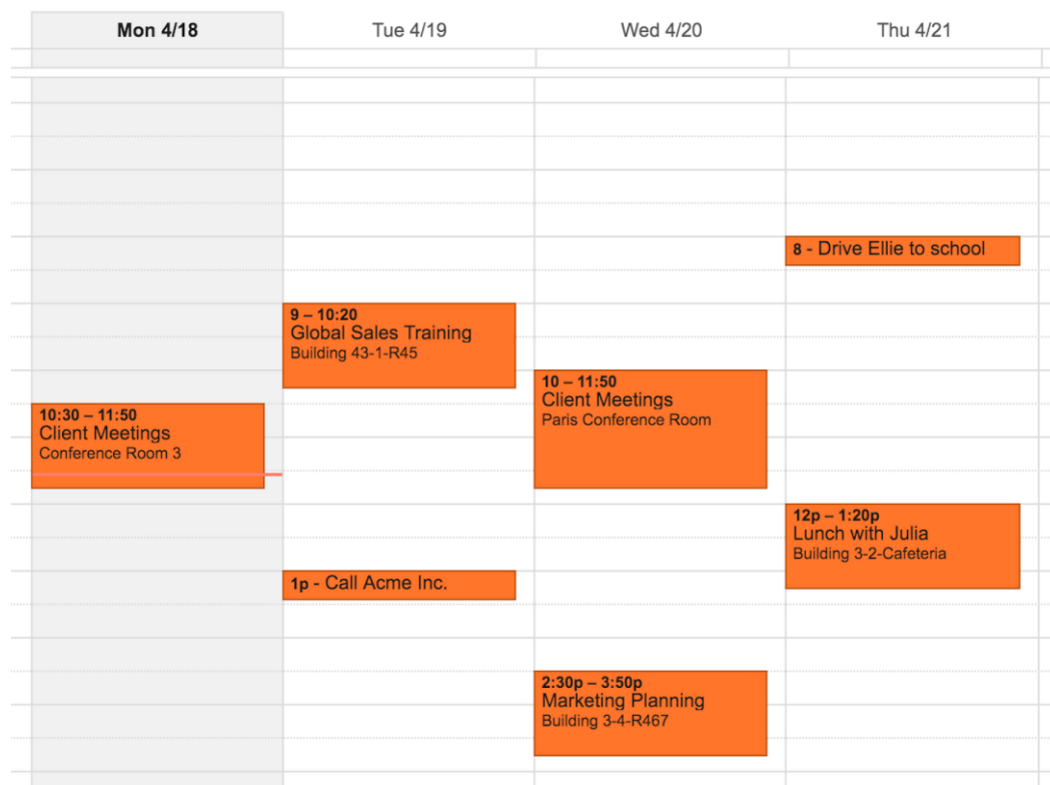 Mon 4/18
Tue 4/19
Wed 4/20
Thu 4/21
8 - Drive Ellie to school
9 – 10:20
Global Sales Training
Building 43-1-R45
10 – 11:50
Client Meetings
Paris Conference Room
10:30 – 11:50
Client Meetings
Conference Room 3
12p – 1:20p
Lunch with Julia
Building 3-2-Cafeteria
1p - Call Acme Inc.
2:30p – 3:50p
Marketing Planning
Building 3-4-R467